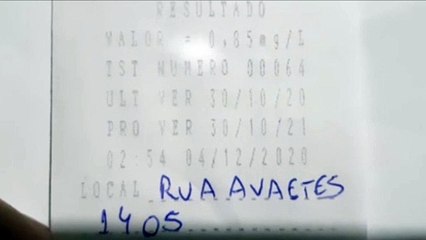 RESULTADO
VALOR = 0,85mg/L
TST NUMERO 00064
ULT VER 30/10/20
PRO VER 30/10/21
02:54 04/12/2020
LOCAL RUA AVAETES
1405